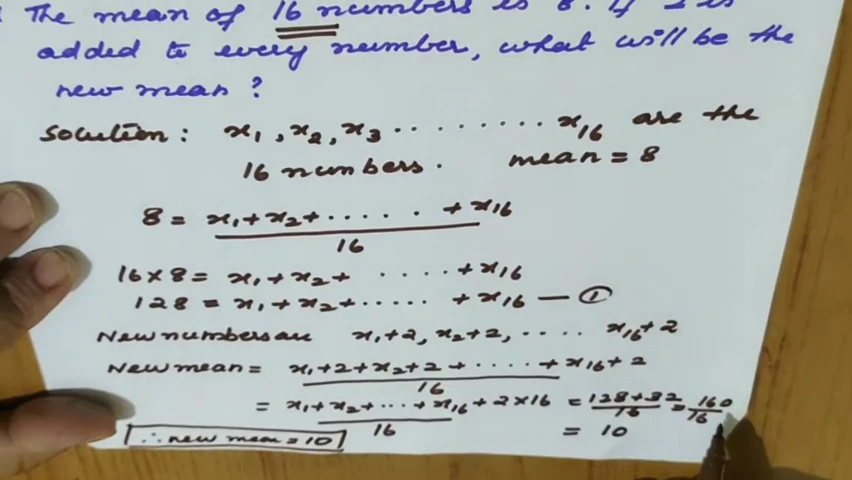 The mean of 16 numbers is 8. If 2 is
added to every number, what will be the
new mean?
Solution: x₁, x₂, x₃ ......... x₁₆ are the
16 numbers. mean = 8
8 = x₁+x₂+...... +x₁₆ / 16
16×8 = x₁+x₂+ .....+x₁₆
128 = x₁+x₂+..... +x₁₆ — ①
New numbers are x₁+2, x₂+2, ..... x₁₆+2
New mean = x₁+2+x₂+2+.....+x₁₆+2 / 16
= x₁+x₂+...+x₁₆+2×16 / 16 = 128+32 / 16 = 160 / 16
∴ new mean = 10 = 10